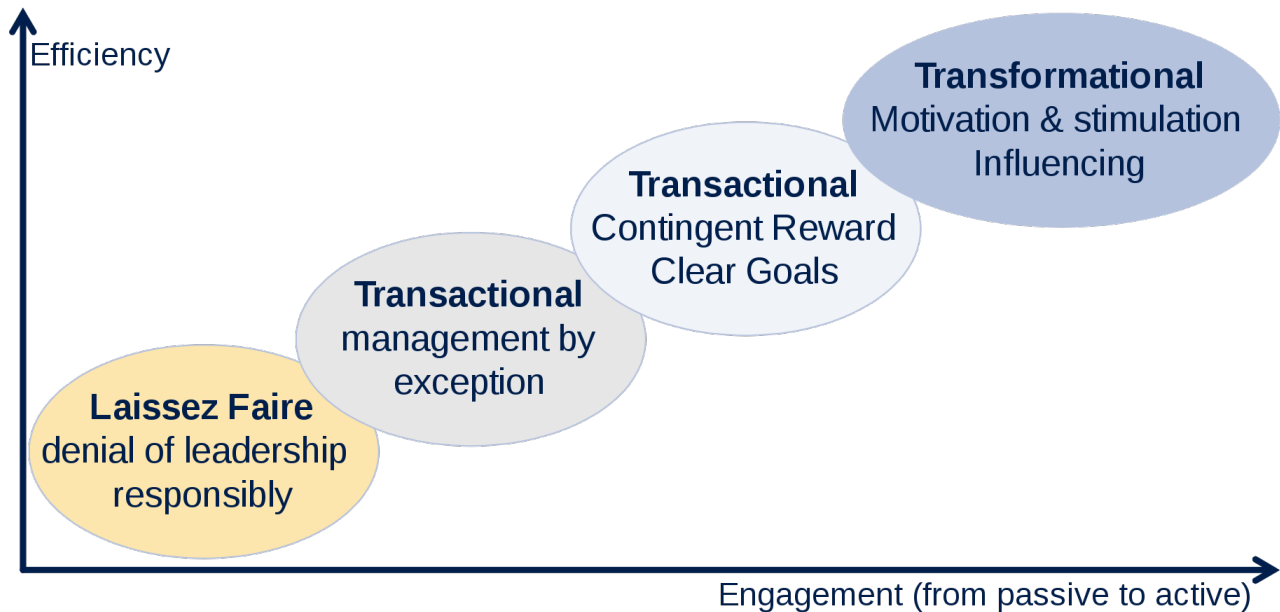 Efficiency
Transformational
Motivation & stimulation
Influencing
Transactional
Contingent Reward
Clear Goals
Transactional
management by
exception
Laissez Faire
denial of leadership
responsibly
Engagement (from passive to active)